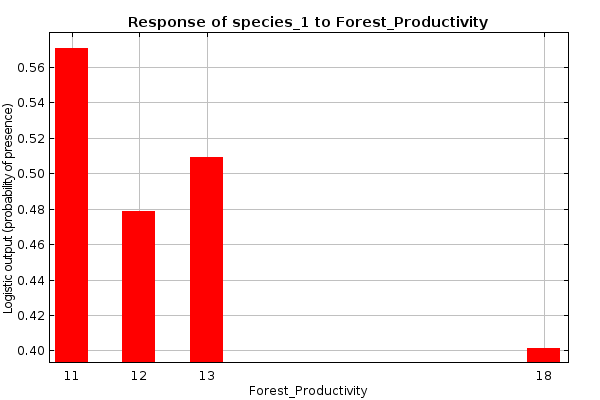 Response of species_1 to Forest_Productivity
Logistic output (probability of presence)
0.56
0.54
0.52
0.50
0.48
0.46
0.44
0.42
0.40
11 12 13 18
Forest_Productivity